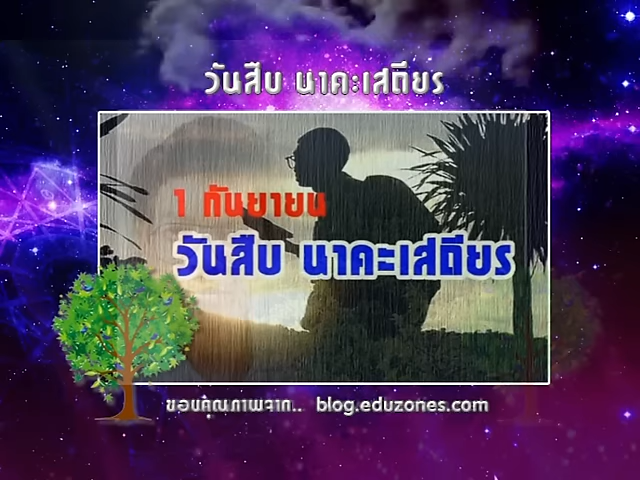 วันสืบ นาคะเสถียร
1 กันยายน
วันสืบ นาคะเสถียร
ขอบคุณภาพจาก.. blog.eduzones.com